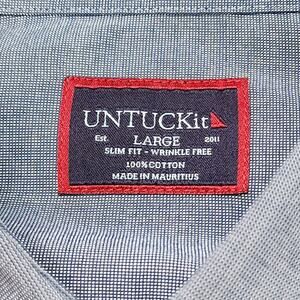 UNTUCKit
Est. LARGE 2011
SLIM FIT - WRINKLE FREE
100% COTTON
MADE IN MAURITIUS